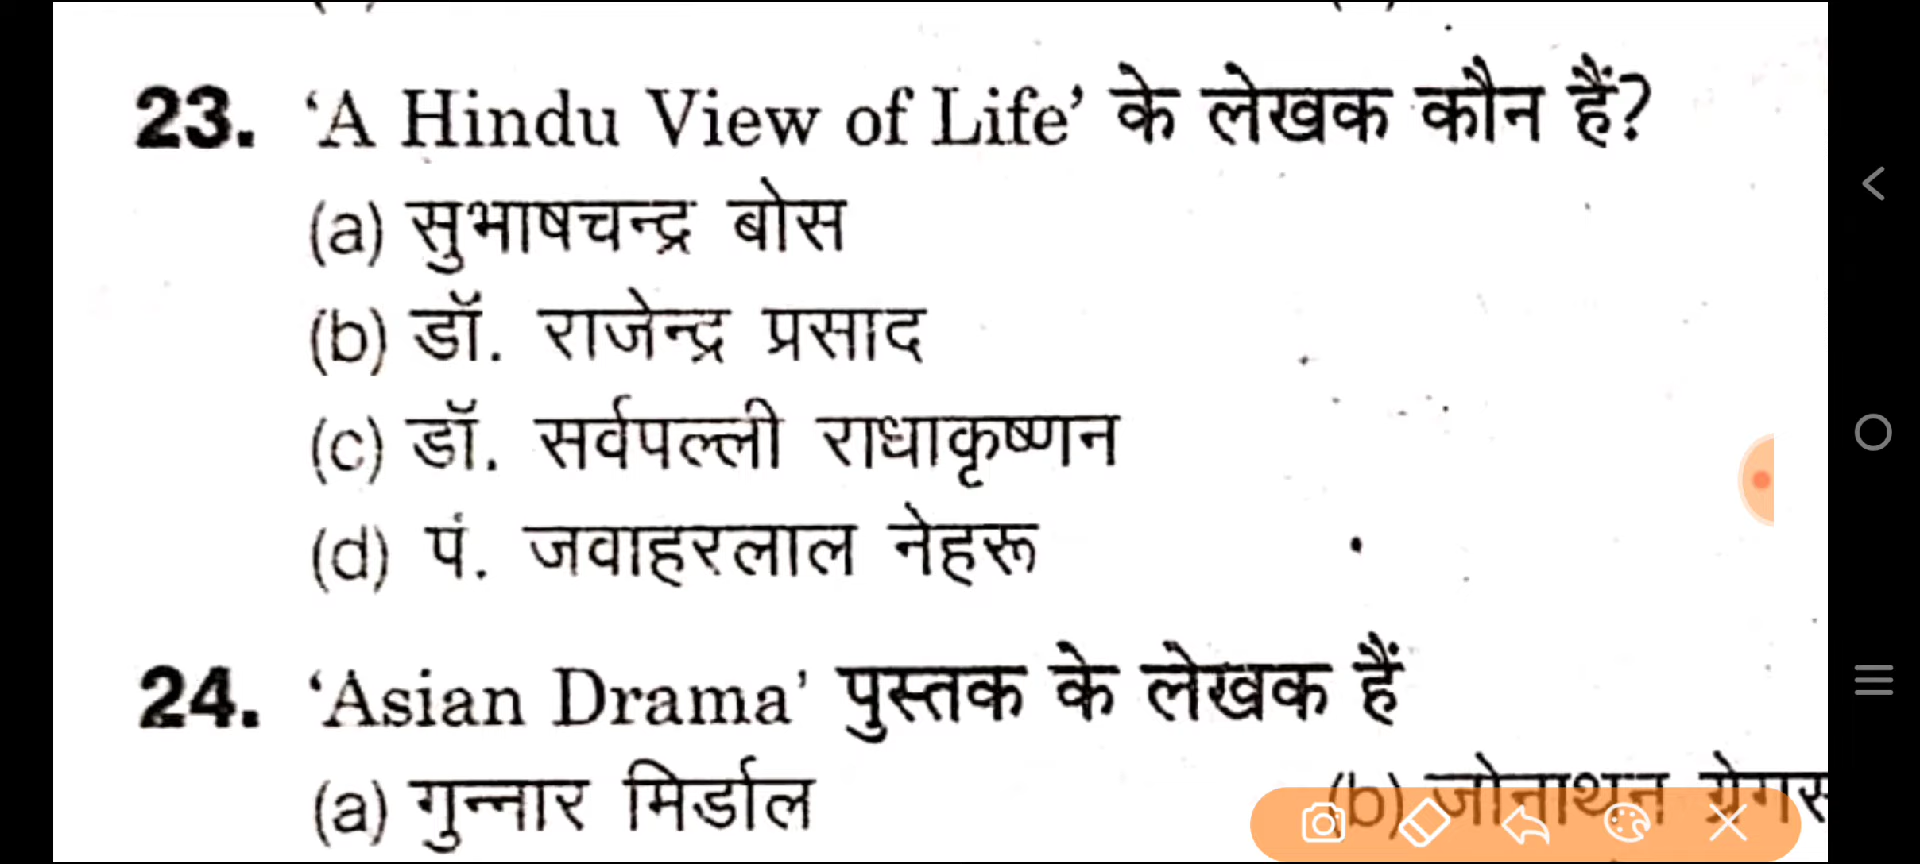 23. ‘A Hindu View of Life’ के लेखक कौन हैं?
(a) सुभाषचन्द्र बोस
(b) डॉ. राजेन्द्र प्रसाद
(c) डॉ. सर्वपल्ली राधाकृष्णन
(d) पं. जवाहरलाल नेहरू
24. ‘Asian Drama’ पुस्तक के लेखक हैं
(a) गुन्नार मिर्डाल (b) जोनाथन